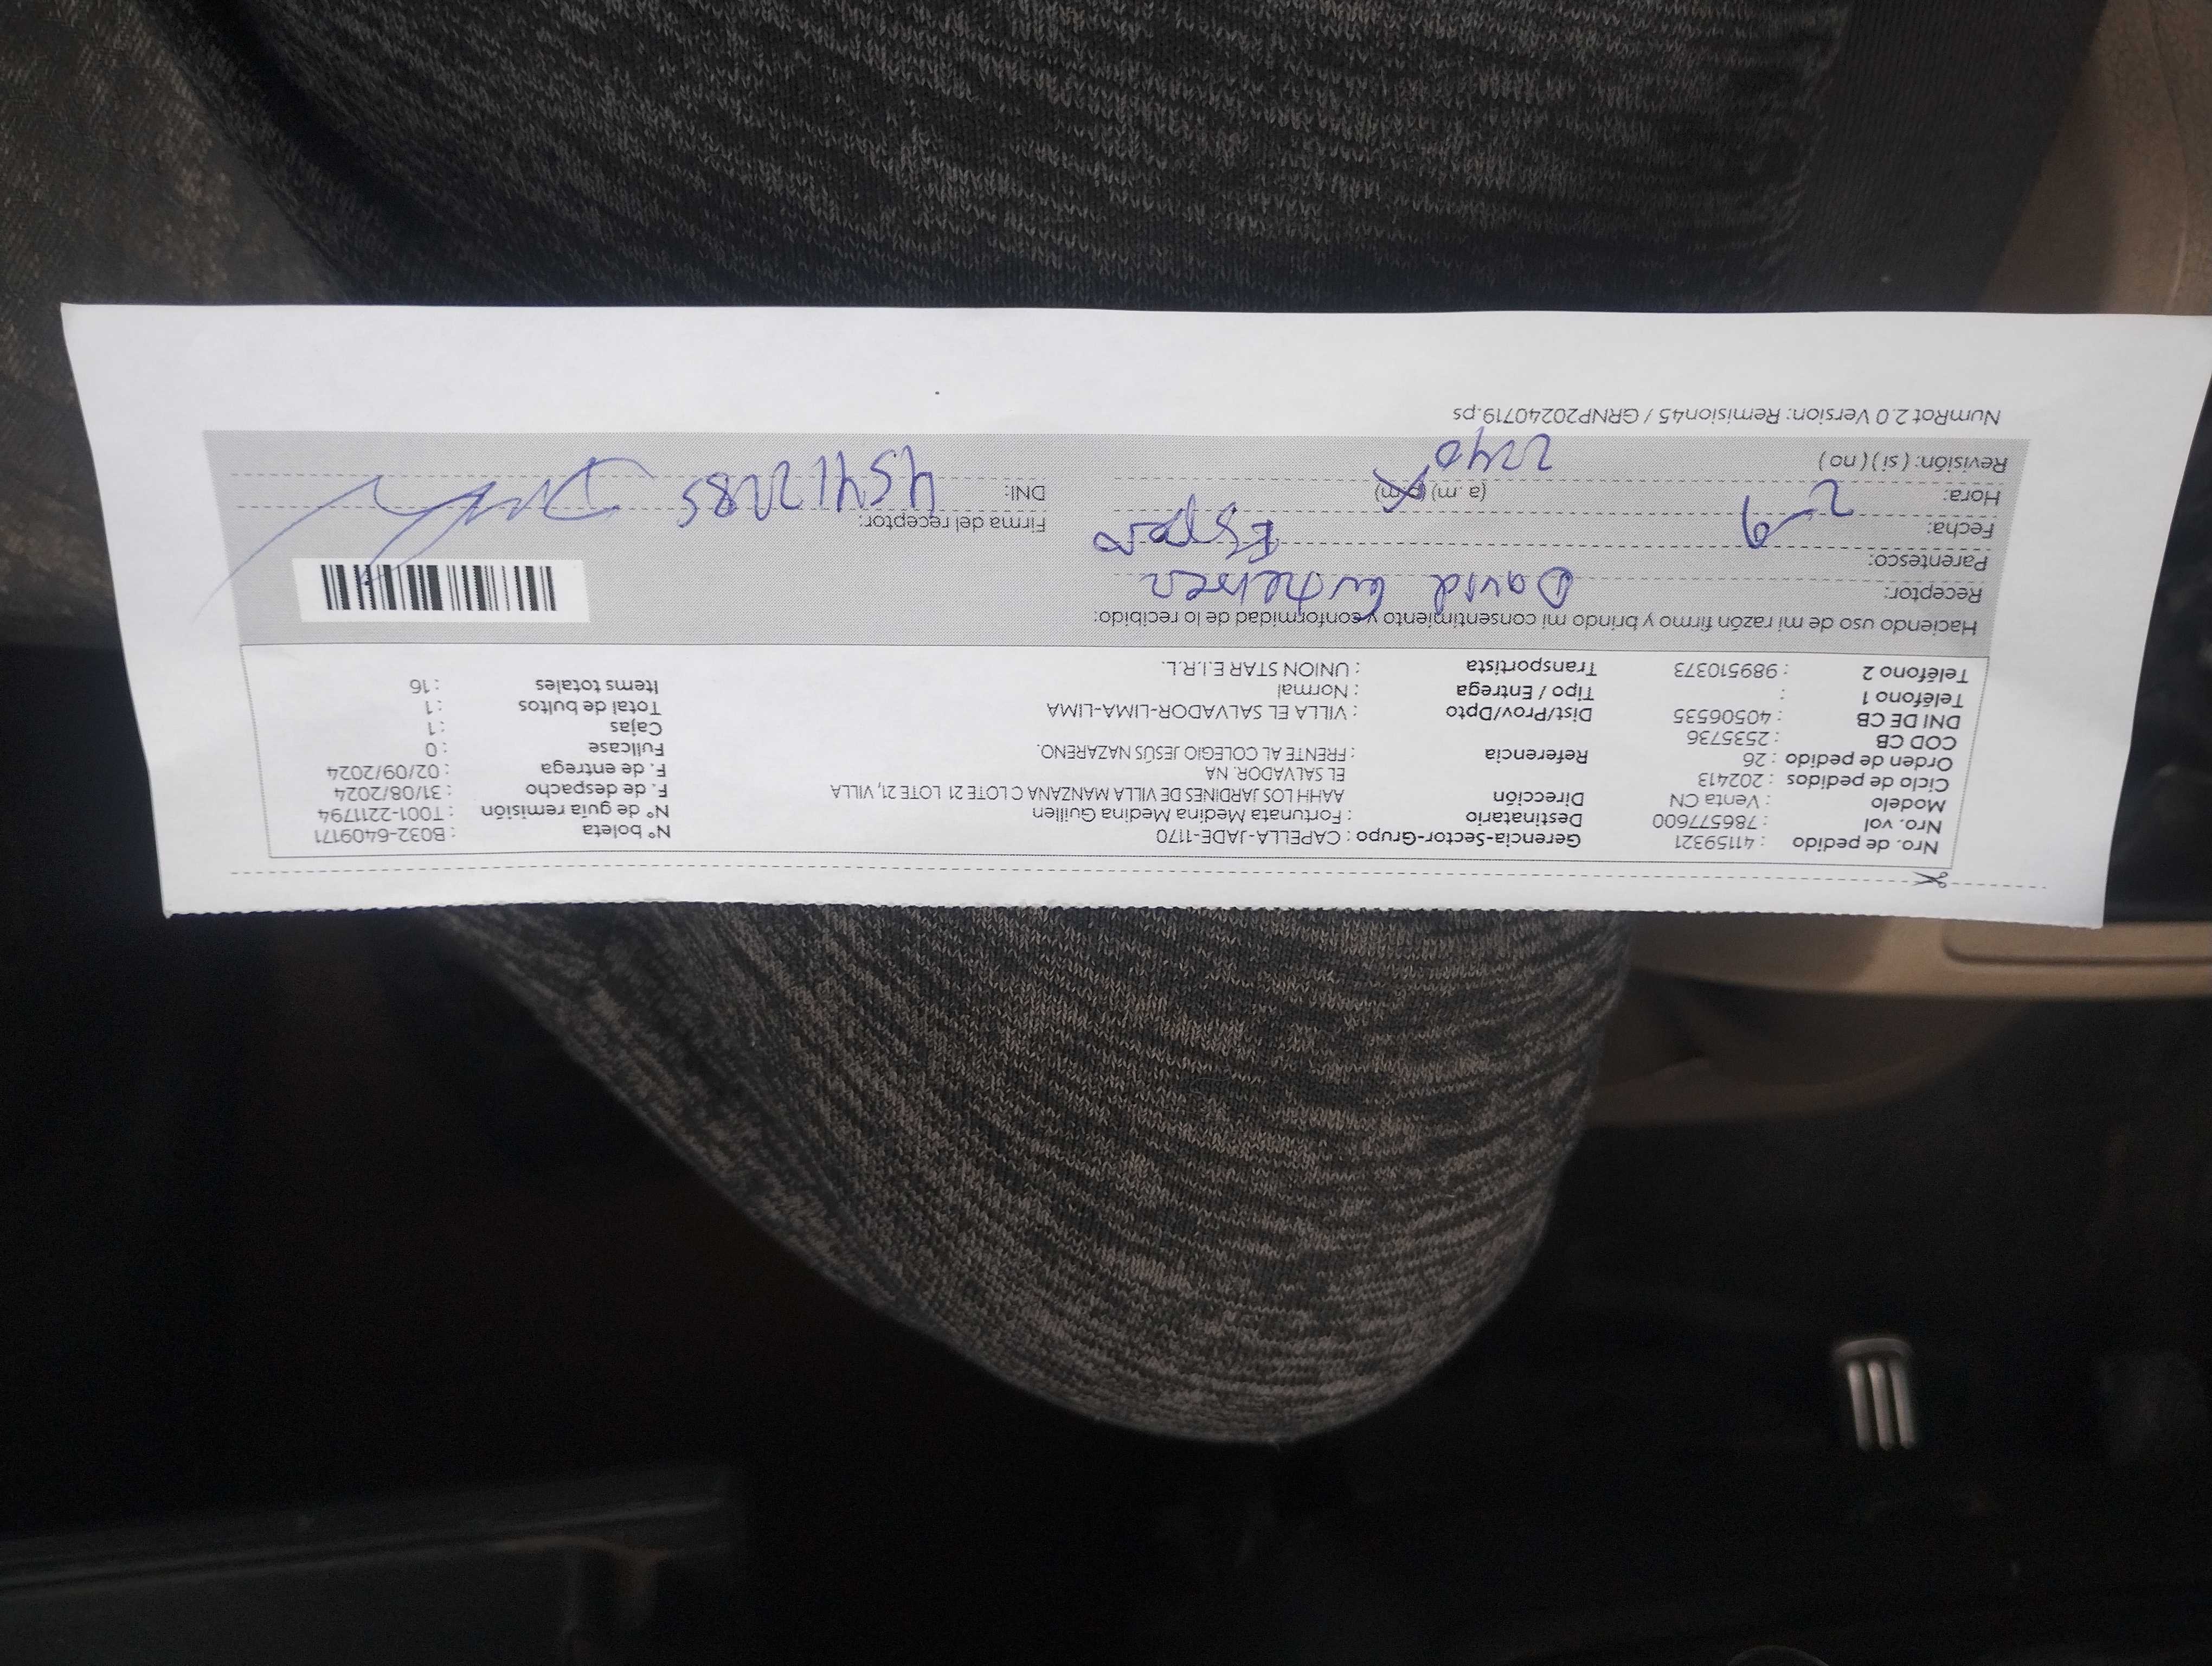 Nro. de pedido : 41159321 Gerencia-Sector-Grupo : CAPELLA-JADE-1170 N° boleta : B032-6409171
Nro. vol : 786577600 Destinatario : Fortunata Medina Medina Guillen N° de guía remisión : T001-2211794
Modelo : Venta CN Dirección AAHH LOS JARDINES DE VILLA MANZANA C LOTE 21 LOTE 21, VILLA F. de despacho : 31/08/2024
Ciclo de pedidos : 202413 EL SALVADOR. NA F. de entrega : 02/09/2024
Orden de pedido : 26 Referencia : FRENTE AL COLEGIO JESÚS NAZARENO. Fullcase : 0
COD CB : 2535736 Cajas : 1
DNI DE CB : 40506535 Dist/Prov/Dpto : VILLA EL SALVADOR-LIMA-LIMA Total de bultos : 1
Teléfono 1 : Tipo / Entrega : Normal Items totales : 16
Teléfono 2 : 989510373 Transportista : UNION STAR E.I.R.L.
Haciendo uso de mi razón firmo y brindo mi consentimiento y conformidad de lo recibido:
Receptor: David
Parentesco:
Fecha: 2-9 Firma del receptor:
Hora: (a .m) (p.m) DNI:
Revisión: ( si ) ( no ) 2240
NumRot 2.0 Version: Remision45 / GRNP20240719.ps